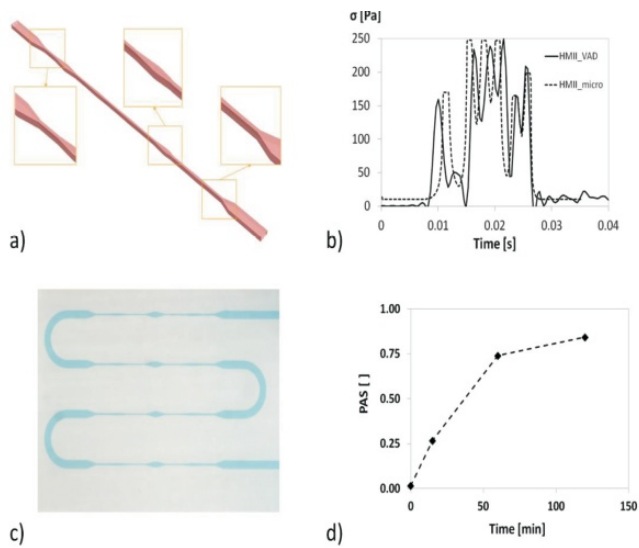 a)
σ [Pa]
250
200
150
100
50
0
HMII_VAD
HMII_micro
0 0.01 0.02 0.03 0.04
Time [s]
b)
c)
PAS [ ]
1.00
0.75
0.50
0.25
0.00
0 50 100 150
Time [min]
d)